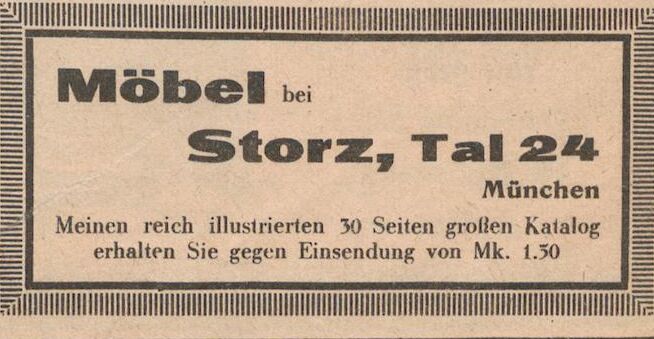 Möbel bei
Storz, Tal 24
München
Meinen reich illustrierten 30 Seiten großen Katalog
erhalten Sie gegen Einsendung von Mk. 1.30